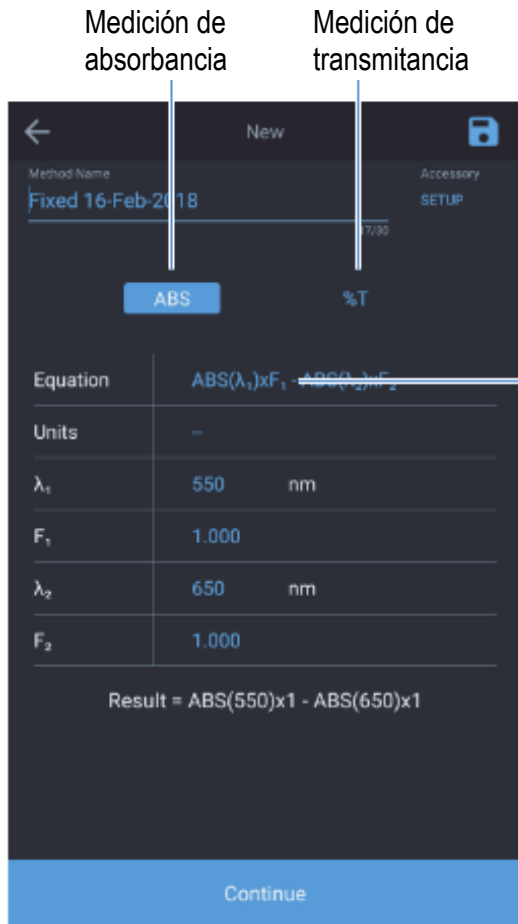 Medición de
absorbancia
Medición de
transmitancia
New
Method Name
Accessory
Fixed 16-Feb-2018
SETUP
17/30
ABS
%T
Equation ABS(λ₁)xF₁ - ABS(λ₂)xF₂
Units --
λ₁ 550 nm
F₁ 1.000
λ₂ 650 nm
F₂ 1.000
Result = ABS(550)x1 - ABS(650)x1
Continue